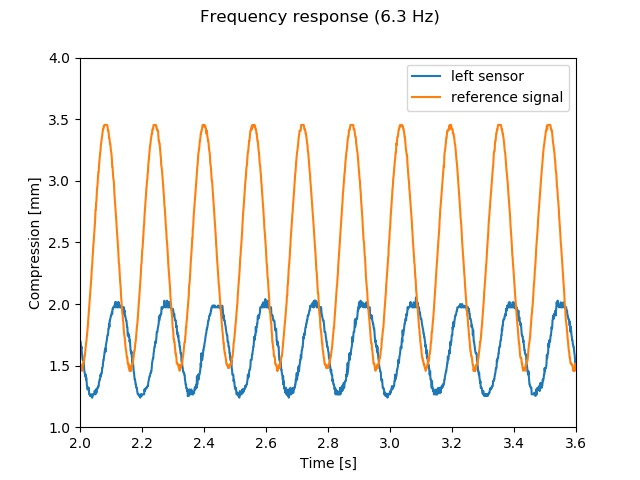 Frequency response (6.3 Hz)
left sensor
reference signal
4.0
3.5
3.0
2.5
2.0
1.5
1.0
Compression [mm]
2.0 2.2 2.4 2.6 2.8 3.0 3.2 3.4 3.6
Time [s]